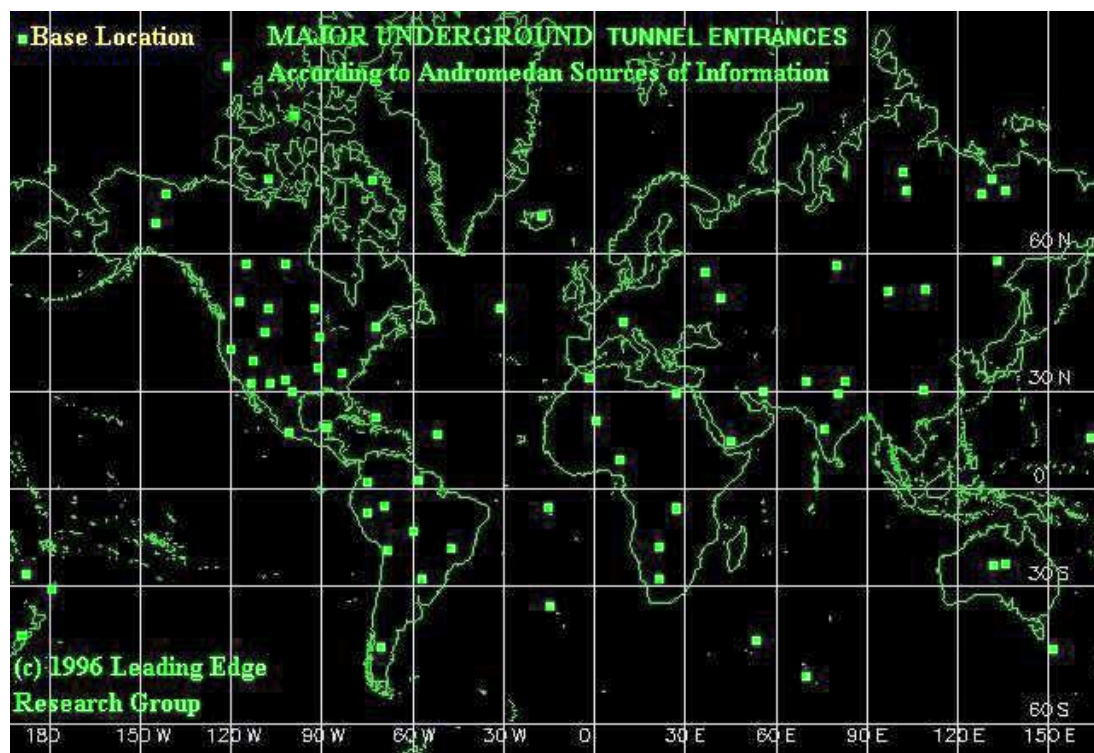 Base Location
MAJOR UNDERGROUND TUNNEL ENTRANCES
According to Andromedan Sources of Information
60 N
30 N
0
30 S
(c) 1996 Leading Edge
Research Group
60 S
180 150 W 120 W 90 W 60 W 30 W 0 30 E 60 E 90 E 120 E 150 E